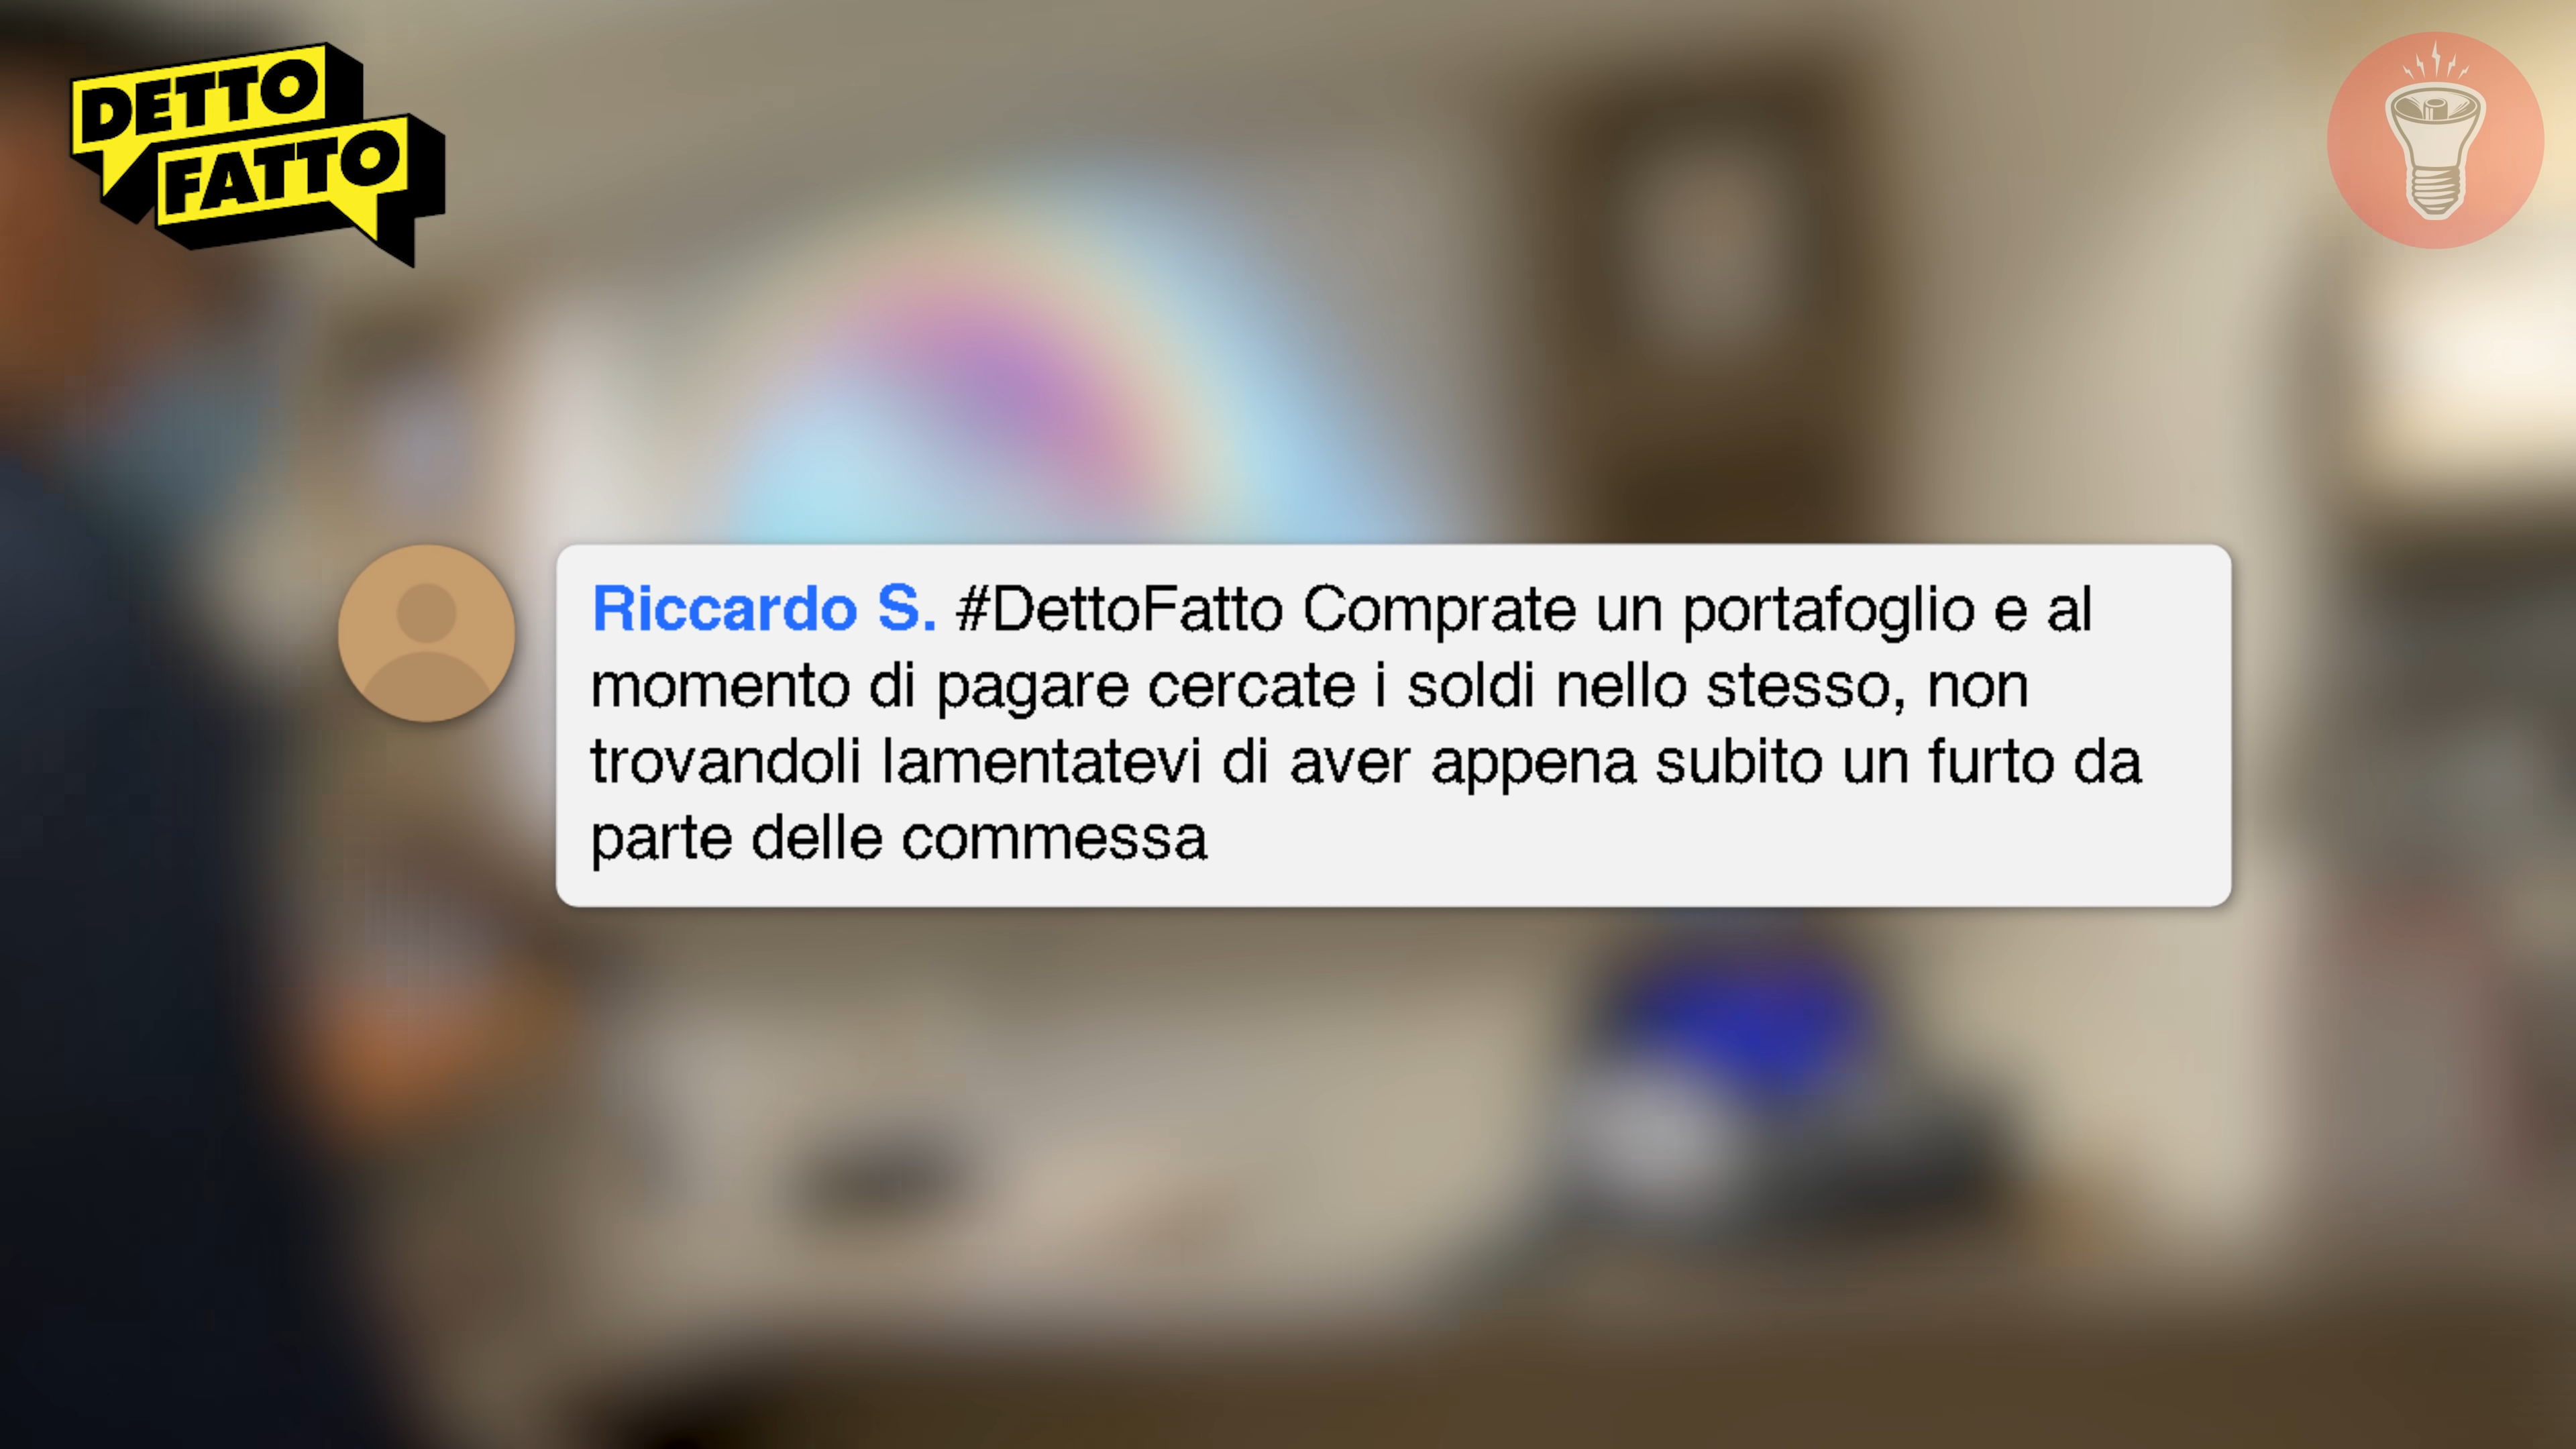 DETTO
FATTO
Riccardo S. #DettoFatto Comprate un portafoglio e al
momento di pagare cercate i soldi nello stesso, non
trovandoli lamentatevi di aver appena subito un furto da
parte delle commessa